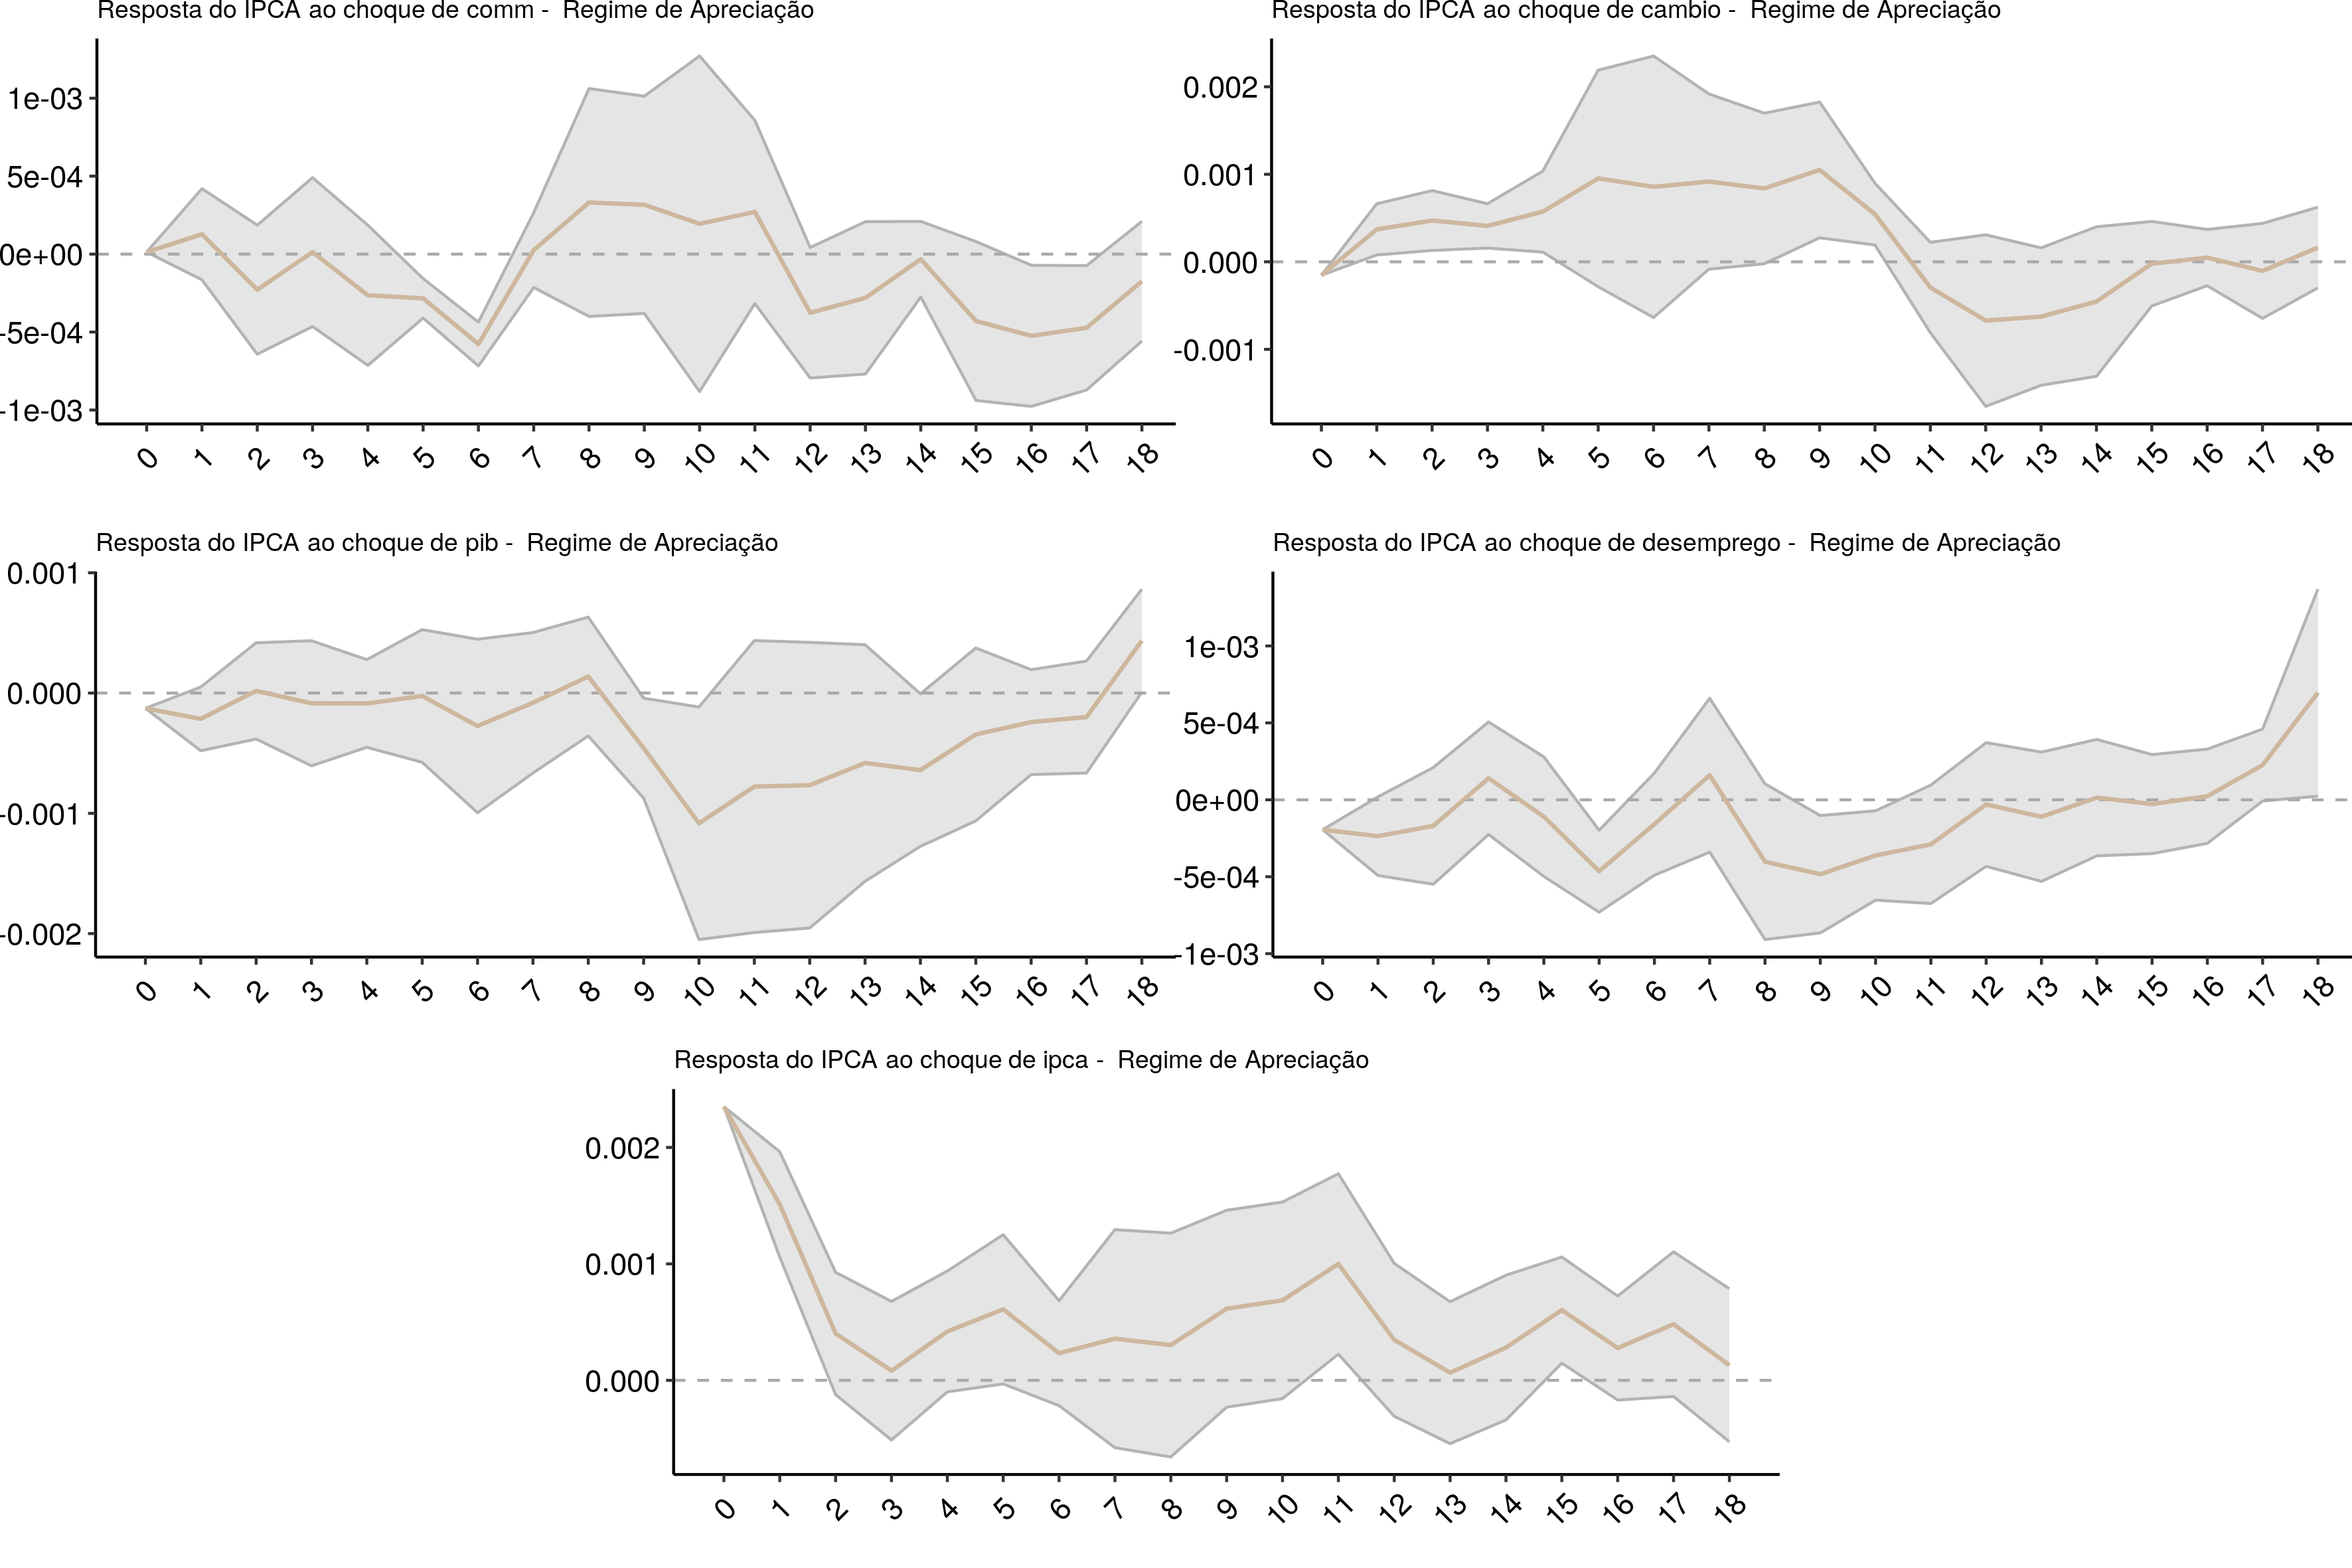 Resposta do IPCA ao choque de comm -  Regime de Apreciação
1e-03
5e-04
0e+00
-5e-04
-1e-03
0 1 2 3 4 5 6 7 8 9 10 11 12 13 14 15 16 17 18
Resposta do IPCA ao choque de cambio -  Regime de Apreciação
0.002
0.001
0.000
-0.001
0 1 2 3 4 5 6 7 8 9 10 11 12 13 14 15 16 17 18
Resposta do IPCA ao choque de pib -  Regime de Apreciação
0.001
0.000
-0.001
-0.002
0 1 2 3 4 5 6 7 8 9 10 11 12 13 14 15 16 17 18
Resposta do IPCA ao choque de desemprego -  Regime de Apreciação
1e-03
5e-04
0e+00
-5e-04
-1e-03
0 1 2 3 4 5 6 7 8 9 10 11 12 13 14 15 16 17 18
Resposta do IPCA ao choque de ipca -  Regime de Apreciação
0.002
0.001
0.000
0 1 2 3 4 5 6 7 8 9 10 11 12 13 14 15 16 17 18